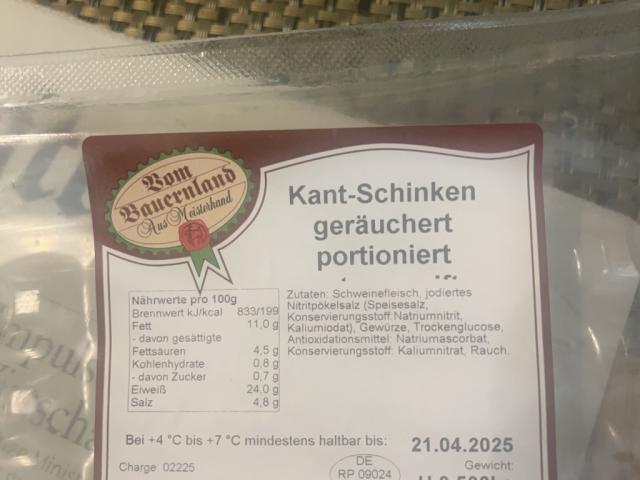 Vom
Bauernland
Aus Meisterhand
Kant-Schinken
geräuchert
portioniert
Nährwerte pro 100g
Brennwert kJ/kcal 833/199
Fett 11,0 g
- davon gesättigte
Fettsäuren 4,5 g
Kohlenhydrate 0,8 g
- davon Zucker 0,7 g
Eiweiß 24,0 g
Salz 4,8 g
Zutaten: Schweinefleisch, jodiertes
Nitritpökelsalz (Speisesalz,
Konservierungsstoff:Natriumnitrit,
Kaliumiodat), Gewürze, Trockenglucose,
Antioxidationsmittel: Natriumascorbat,
Konservierungsstoff: Kaliumnitrat, Rauch.
Bei +4 °C bis +7 °C mindestens haltbar bis: 21.04.2025
Charge: 02225
DE
RP 09024
Gewicht: